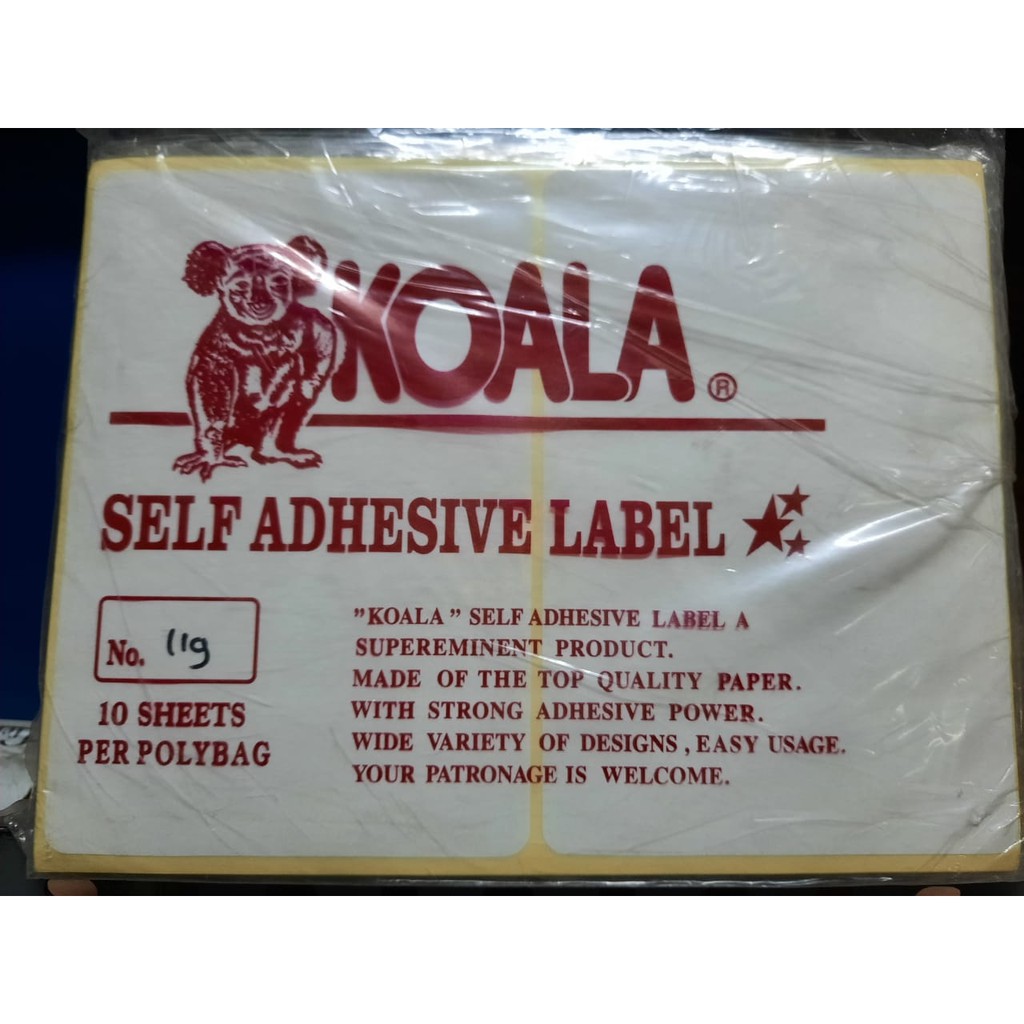 KOALA ®
SELF ADHESIVE LABEL
No. 119
10 SHEETS
PER POLYBAG
"KOALA" SELF ADHESIVE LABEL A
SUPEREMINENT PRODUCT.
MADE OF THE TOP QUALITY PAPER.
WITH STRONG ADHESIVE POWER.
WIDE VARIETY OF DESIGNS , EASY USAGE.
YOUR PATRONAGE IS WELCOME.